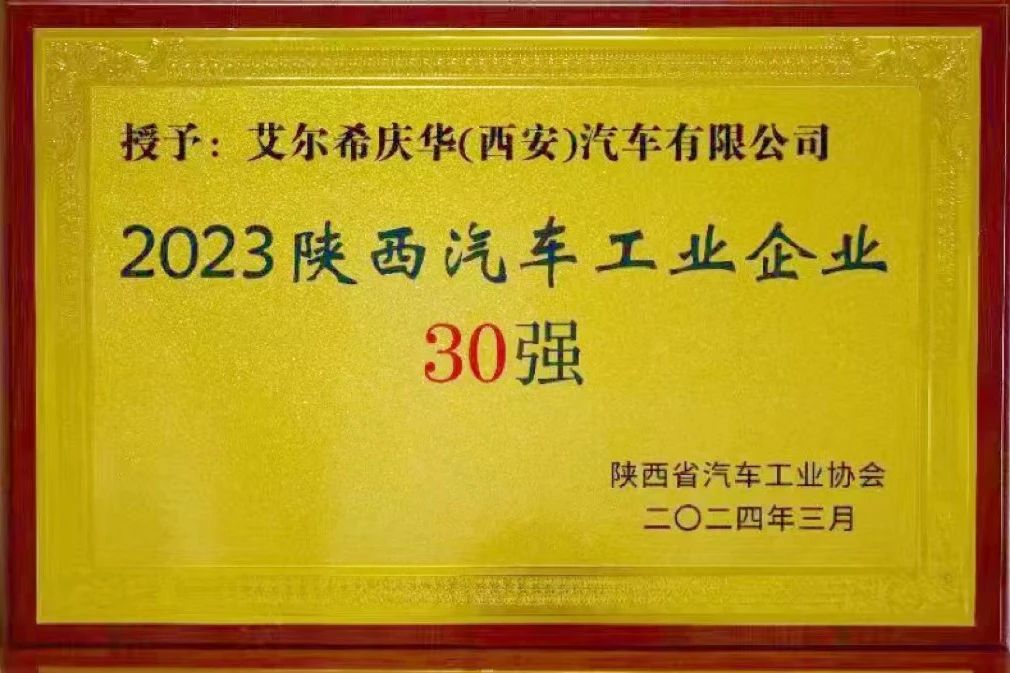 授予：艾尔希庆华(西安)汽车有限公司
2023陕西汽车工业企业
30强
陕西省汽车工业协会
二〇二四年三月